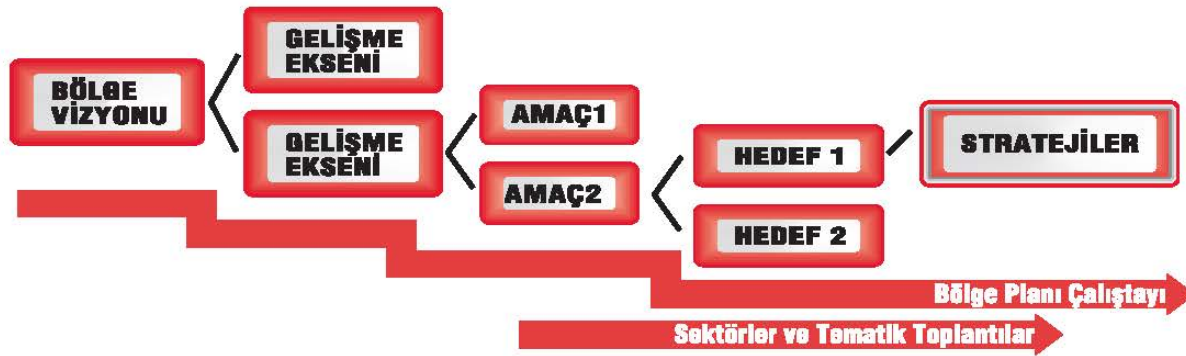 BÖLGE
VİZYONU
GELİŞME
EKSENİ
GELİŞME
EKSENİ
AMAÇ1
AMAÇ2
HEDEF 1
HEDEF 2
STRATEJİLER
Bölge Planı Çalıştayı
Sektörler ve Tematik Toplantılar